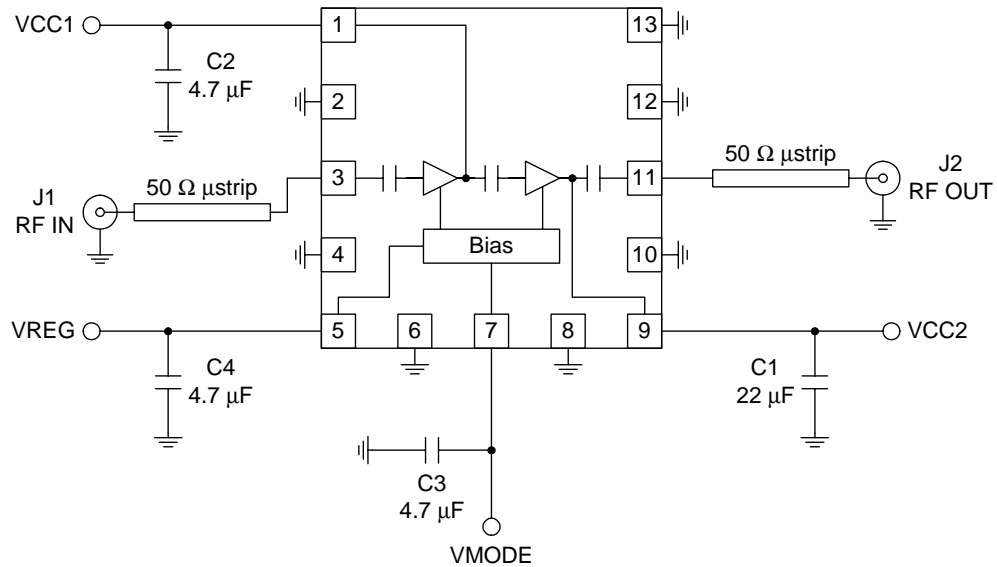 VCC1
1
13
C2
4.7 μF
2
12
50 Ω μstrip
J1
RF IN
3
11
50 Ω μstrip
J2
RF OUT
4
Bias
10
VREG
5
6
7
8
9
VCC2
C4
4.7 μF
C1
22 μF
C3
4.7 μF
VMODE